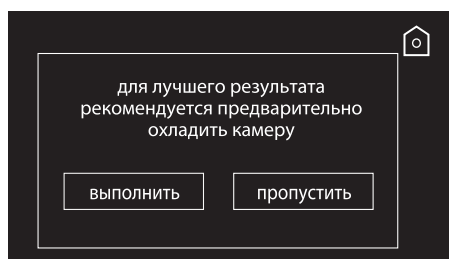 для лучшего результата
рекомендуется предварительно
охладить камеру
выполнить
пропустить